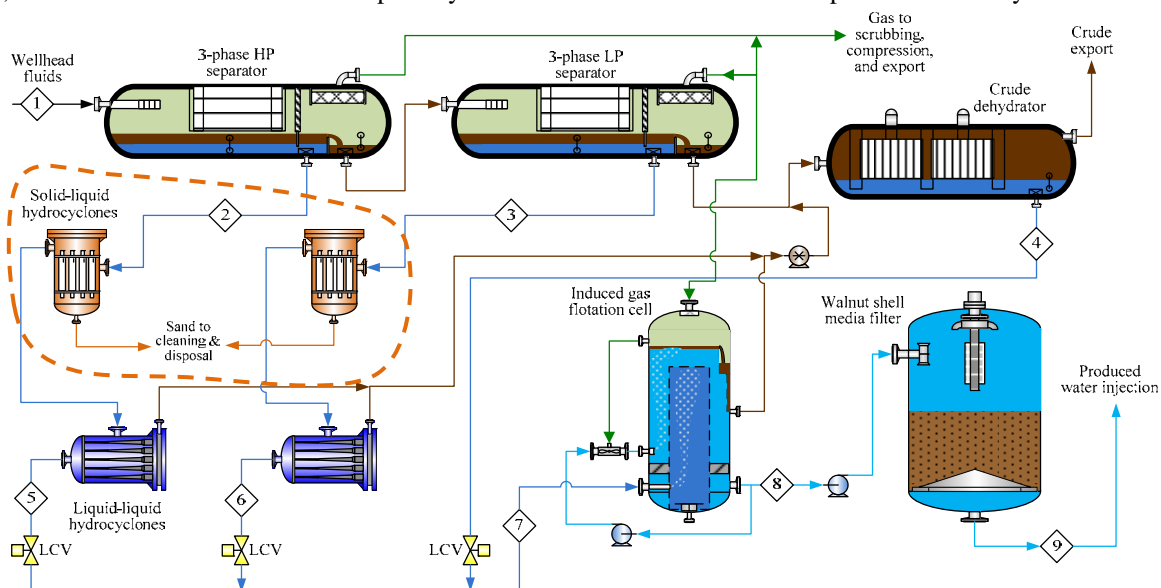 Wellhead
fluids
1
3-phase HP
separator
3-phase LP
separator
Gas to
scrubbing,
compression,
and export
Crude
export
Crude
dehydrator
Solid-liquid
hydrocyclones
2
3
4
Sand to
cleaning &
disposal
Induced gas
flotation cell
Walnut shell
media filter
Produced
water injection
5
6
7
8
9
Liquid-liquid
hydrocyclones
LCV
LCV
LCV